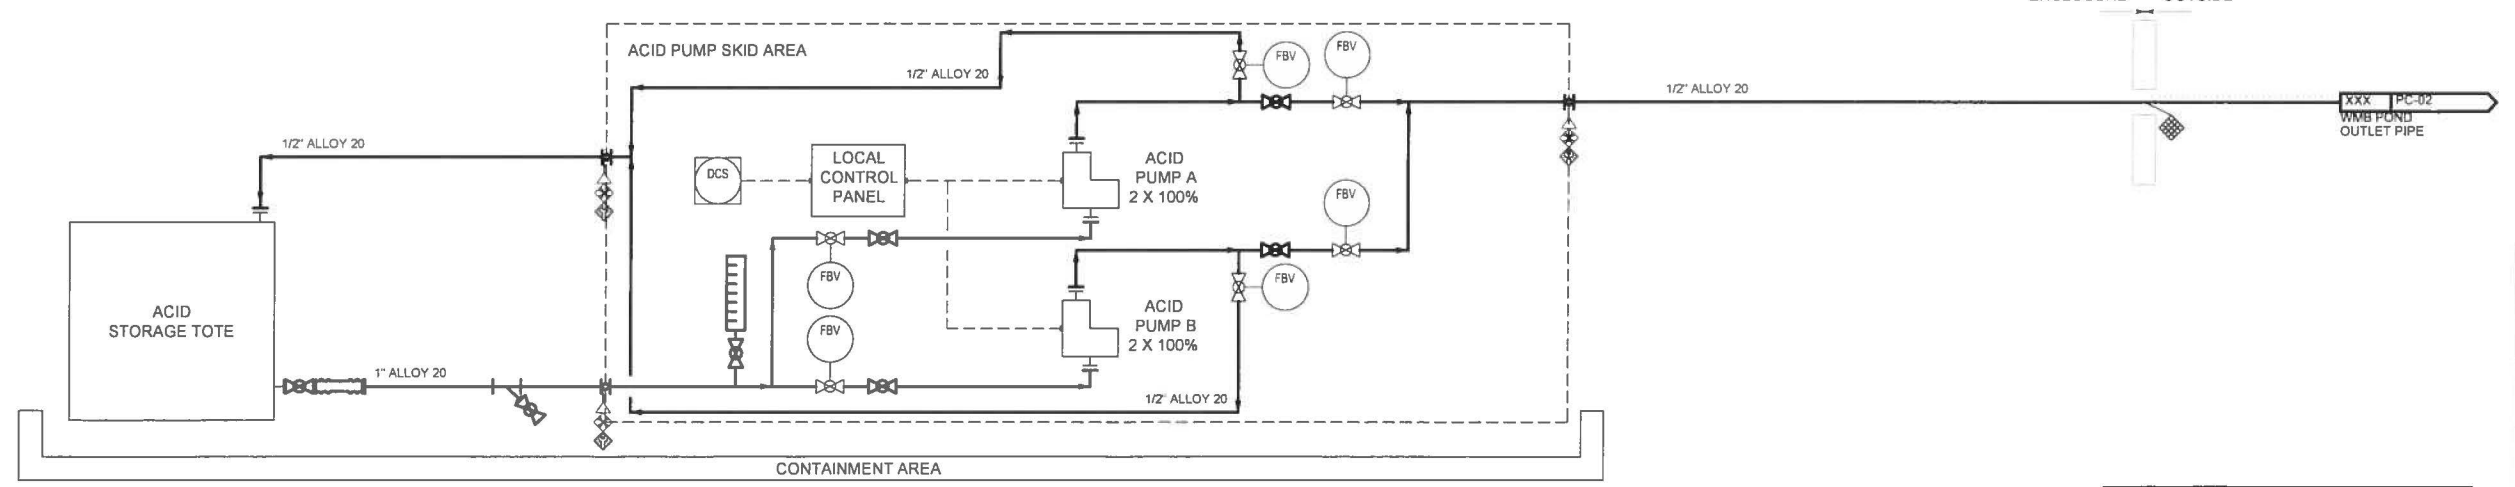 ACID PUMP SKID AREA
1/2" ALLOY 20
FBV
FBV
1/2" ALLOY 20
XXX PC-02
WMB POND
OUTLET PIPE
1/2" ALLOY 20
DCS
LOCAL
CONTROL
PANEL
ACID
PUMP A
2 X 100%
FBV
FBV
FBV
ACID
STORAGE TOTE
FBV
ACID
PUMP B
2 X 100%
1" ALLOY 20
1/2" ALLOY 20
CONTAINMENT AREA